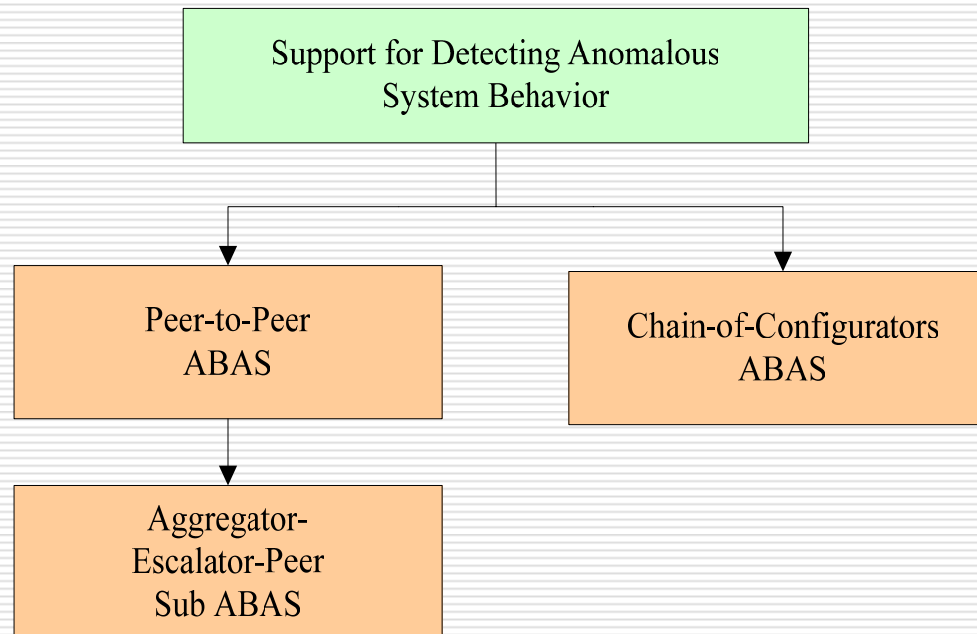 Support for Detecting Anomalous
System Behavior
Peer-to-Peer
ABAS
Chain-of-Configurators
ABAS
Aggregator-
Escalator-Peer
Sub ABAS